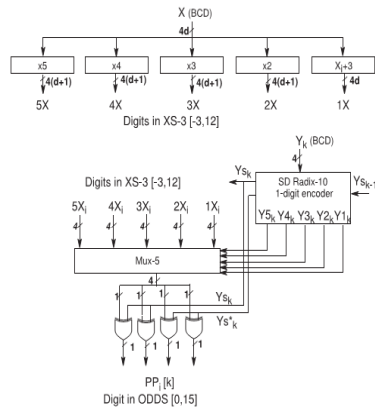 X (BCD)
4d
x5 x4 x3 x2 Xi+3
4(d+1) 4(d+1) 4(d+1) 4(d+1) 4d
5X 4X 3X 2X 1X
Digits in XS-3 [-3,12]
Yk (BCD)
4
Ysk
SD Radix-10
1-digit encoder
Ysk-1
Y5k Y4k Y3k Y2k Y1k
Digits in XS-3 [-3,12]
5Xi 4Xi 3Xi 2Xi 1Xi
4 4 4 4 4
Mux-5
4
Ysk
1 1 1 1
Ys*k
1 1 1 1
PPi [k]
Digit in ODDS [0,15]